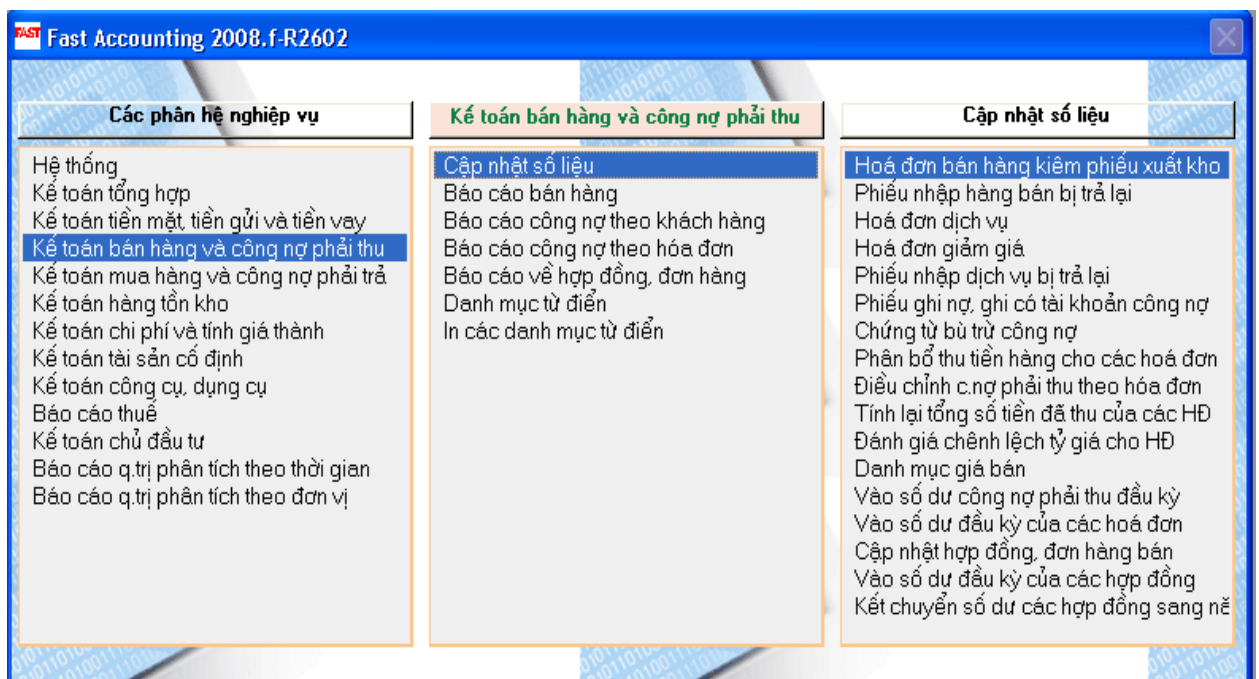 FAST Fast Accounting 2008.f-R2602
Các phân hệ nghiệp vụ
Hệ thống
Kế toán tổng hợp
Kế toán tiền mặt, tiền gửi và tiền vay
Kế toán bán hàng và công nợ phải thu
Kế toán mua hàng và công nợ phải trả
Kế toán hàng tồn kho
Kế toán chi phí và tính giá thành
Kế toán tài sản cố định
Kế toán công cụ, dụng cụ
Báo cáo thuế
Kế toán chủ đầu tư
Báo cáo q.trị phân tích theo thời gian
Báo cáo q.trị phân tích theo đơn vị
Kế toán bán hàng và công nợ phải thu
Cập nhật số liệu
Báo cáo bán hàng
Báo cáo công nợ theo khách hàng
Báo cáo công nợ theo hóa đơn
Báo cáo về hợp đồng, đơn hàng
Danh mục từ điển
In các danh mục từ điển
Cập nhật số liệu
Hoá đơn bán hàng kiêm phiếu xuất kho
Phiếu nhập hàng bán bị trả lại
Hoá đơn dịch vụ
Hoá đơn giảm giá
Phiếu nhập dịch vụ bị trả lại
Phiếu ghi nợ, ghi có tài khoản công nợ
Chứng từ bù trừ công nợ
Phân bổ thu tiền hàng cho các hoá đơn
Điều chỉnh c.nợ phải thu theo hóa đơn
Tính lại tổng số tiền đã thu của các HĐ
Đánh giá chênh lệch tỷ giá cho HĐ
Danh mục giá bán
Vào số dư công nợ phải thu đầu kỳ
Vào số dư đầu kỳ của các hoá đơn
Cập nhật hợp đồng, đơn hàng bán
Vào số dư đầu kỳ của các hợp đồng
Kết chuyển số dư các hợp đồng sang nă